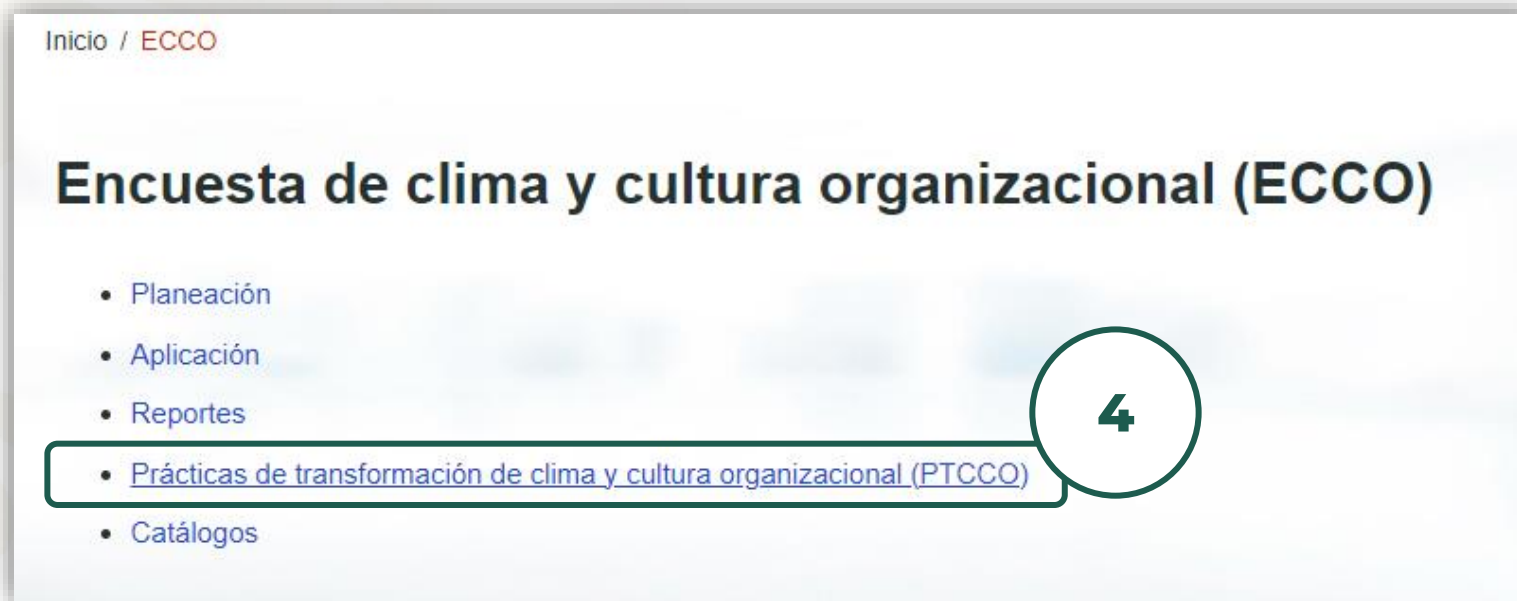 Inicio / ECCO
Encuesta de clima y cultura organizacional (ECCO)
Planeación
Aplicación
Reportes
4
Prácticas de transformación de clima y cultura organizacional (PTCCO)
Catálogos